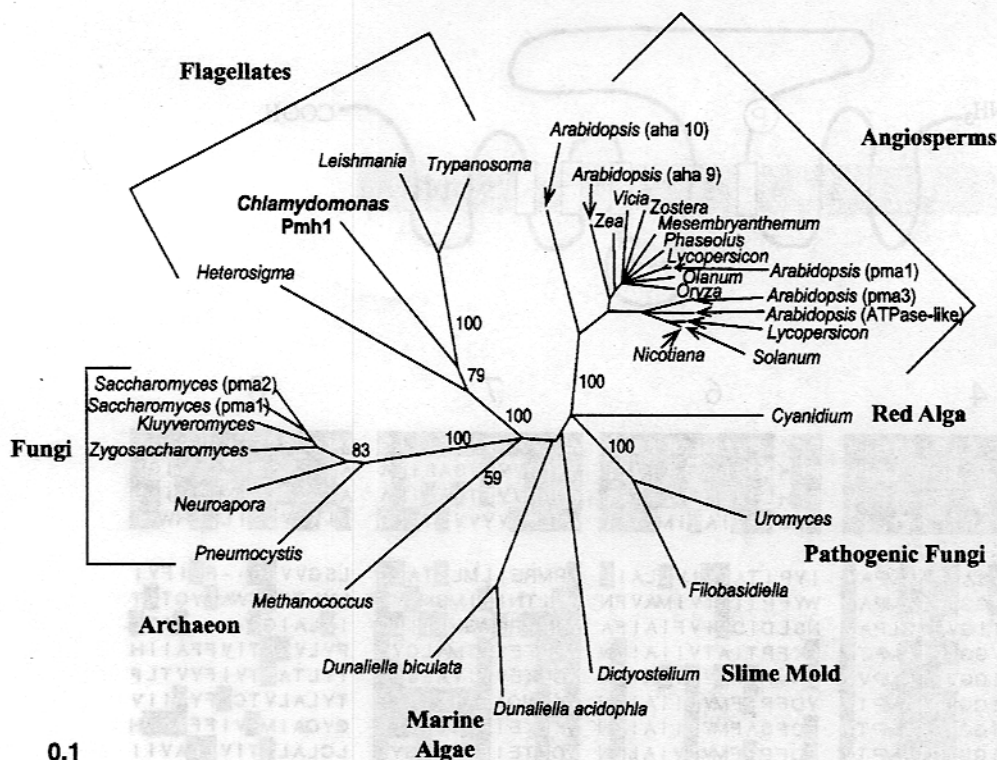 Flagellates
Angiosperms
Arabidopsis (aha 10)
Leishmania
Trypanosoma
Arabidopsis (aha 9)
Vicia
Zostera
Zea
Mesembryanthemum
Chlamydomonas
Pmh1
Phaseolus
Lycopersicon
Olanum
Oryza
Arabidopsis (pma1)
Arabidopsis (pma3)
Arabidopsis (ATPase-like)
Lycopersicon
Nicotiana
Solanum
Heterosigma
100
79
100
100
Saccharomyces (pma2)
Saccharomyces (pma1)
Kluyveromyces
Fungi
Zygosaccharomyces
83
100
59
Cyanidium
Red Alga
100
Neuroapora
Pneumocystis
Uromyces
Pathogenic Fungi
Filobasidiella
Methanococcus
Archaeon
Dunaliella biculata
Dictyostelium
Slime Mold
Dunaliella acidophla
Marine
Algae
0.1